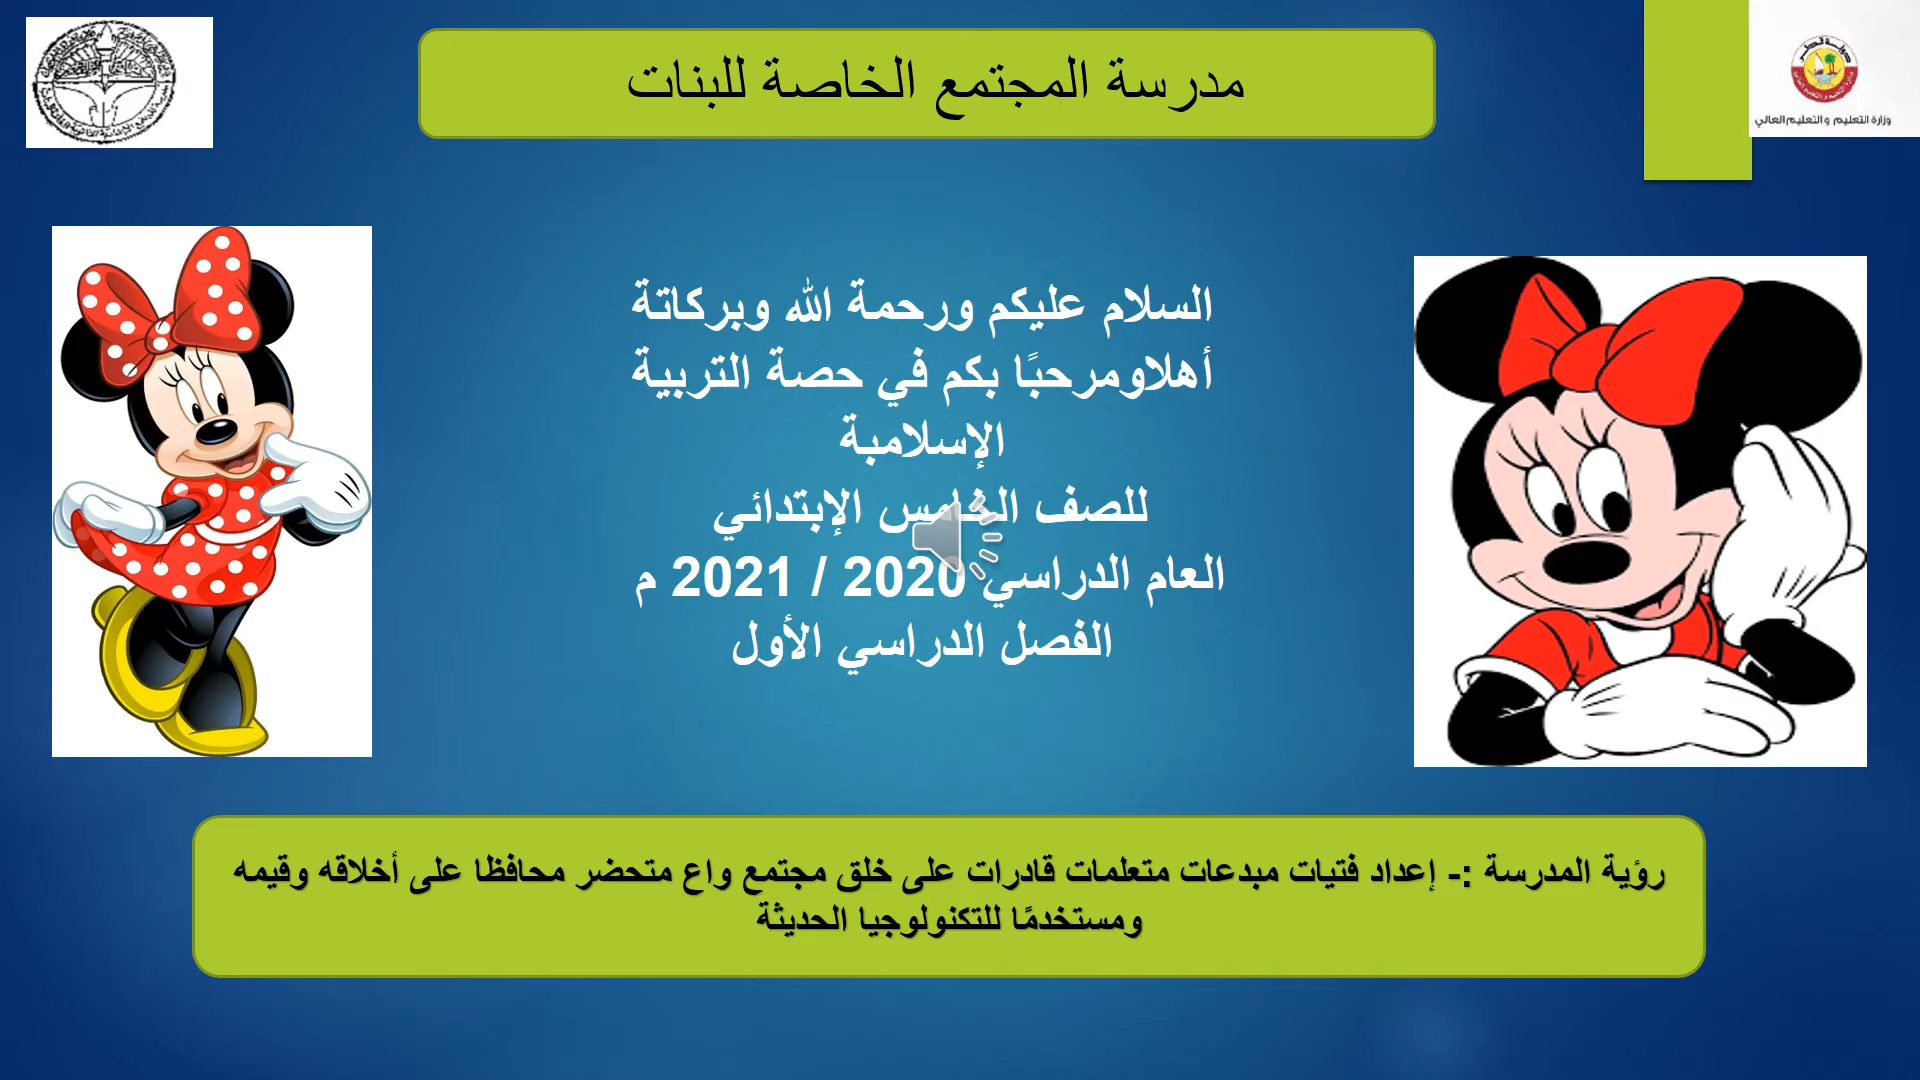 مدرسة المجتمع الخاصة للبنات
وزارة التعليم والتعليم العالي
السلام عليكم ورحمة الله وبركاتة
أهلاومرحبًا بكم في حصة التربية
الإسلامبة
للصف الخامس الإبتدائي
العام الدراسي 2020 / 2021 م
الفصل الدراسي الأول
رؤية المدرسة :- إعداد فتيات مبدعات متعلمات قادرات على خلق مجتمع واع متحضر محافظا على أخلاقه وقيمه
ومستخدمًا للتكنولوجيا الحديثة